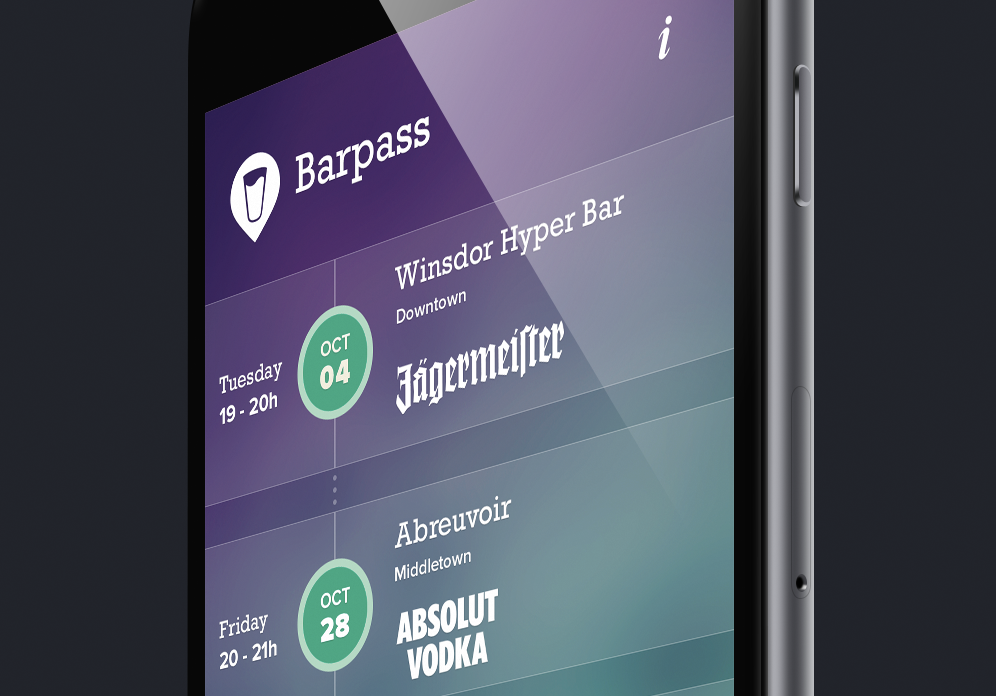 i
Barpass
Winsdor Hyper Bar
Downtown
OCT
04
Tuesday
19 - 20h
Jägermeiſter
Abreuvoir
Middletown
OCT
28
Friday
20 - 21h
ABSOLUT
VODKA